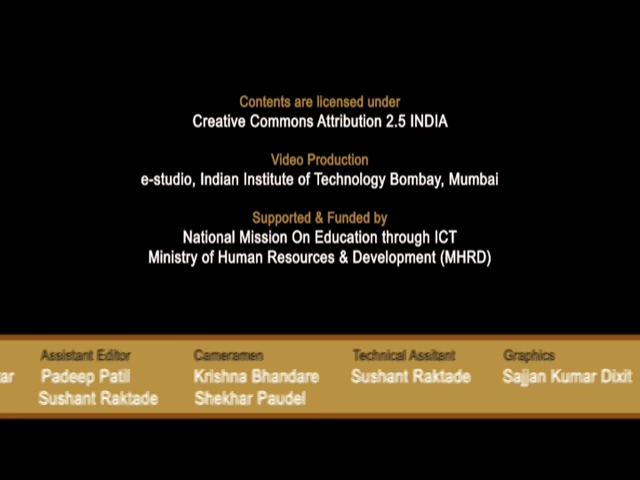 Contents are licensed under
Creative Commons Attribution 2.5 INDIA
Video Production
e-studio, Indian Institute of Technology Bombay, Mumbai
Supported & Funded by
National Mission On Education through ICT
Ministry of Human Resources & Development (MHRD)
Assistant Editor Cameramen Technical Assitant Graphics
ar Padeep Patil Krishna Bhandare Sushant Raktade Sajjan Kumar Dixit
Sushant Raktade Shekhar Paudel